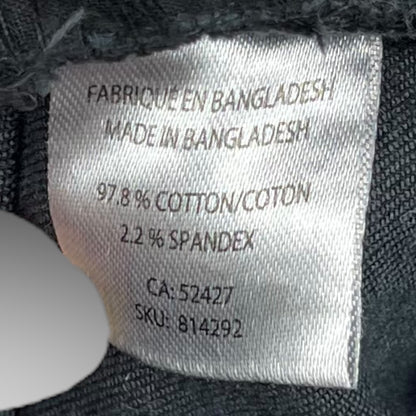 FABRIQUÉ EN BANGLADESH
MADE IN BANGLADESH
97.8 % COTTON/COTON
2.2 % SPANDEX
CA: 52427
SKU: 814292